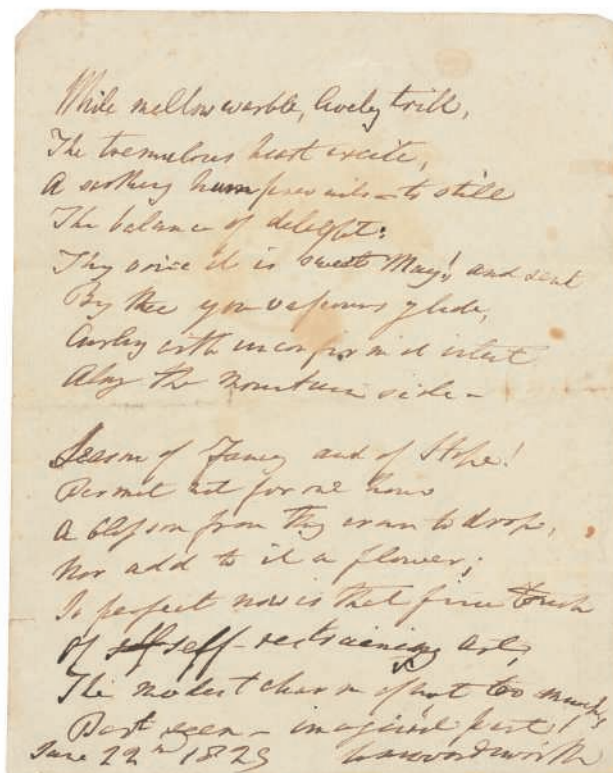 While mellow warble, lively trill,
The tremulous heart excite,
A soothing hum prevails – to still
The balance of delight:
Thy voice it is sweet May! and sent
By thee yon vapours glide,
Curling with unconfirmed intent
Along the mountain side –
Season of Fancy and of Hope!
Permit not for one hour
A blossom from thy crown to drop,
Nor add to it a flower;
So perfect now is that fine touch
Of self-restraining art,
The modest charm of not too much,
Part seen – imagined part!
June 22nd 1825 Wm Wordsworth